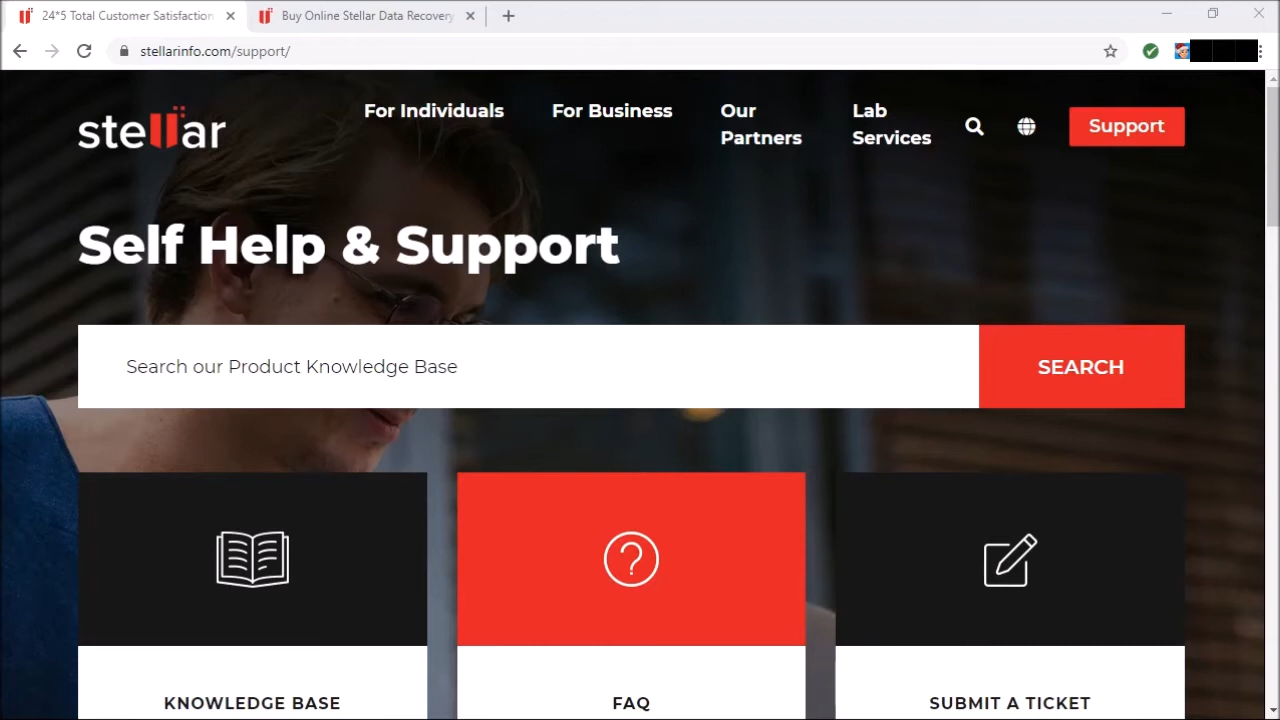 24*5 Total Customer Satisfaction
Buy Online Stellar Data Recovery
stellarinfo.com/support/
stellar
For Individuals
For Business
Our
Partners
Lab
Services
Support
Self Help & Support
Search our Product Knowledge Base
SEARCH
KNOWLEDGE BASE
FAQ
SUBMIT A TICKET